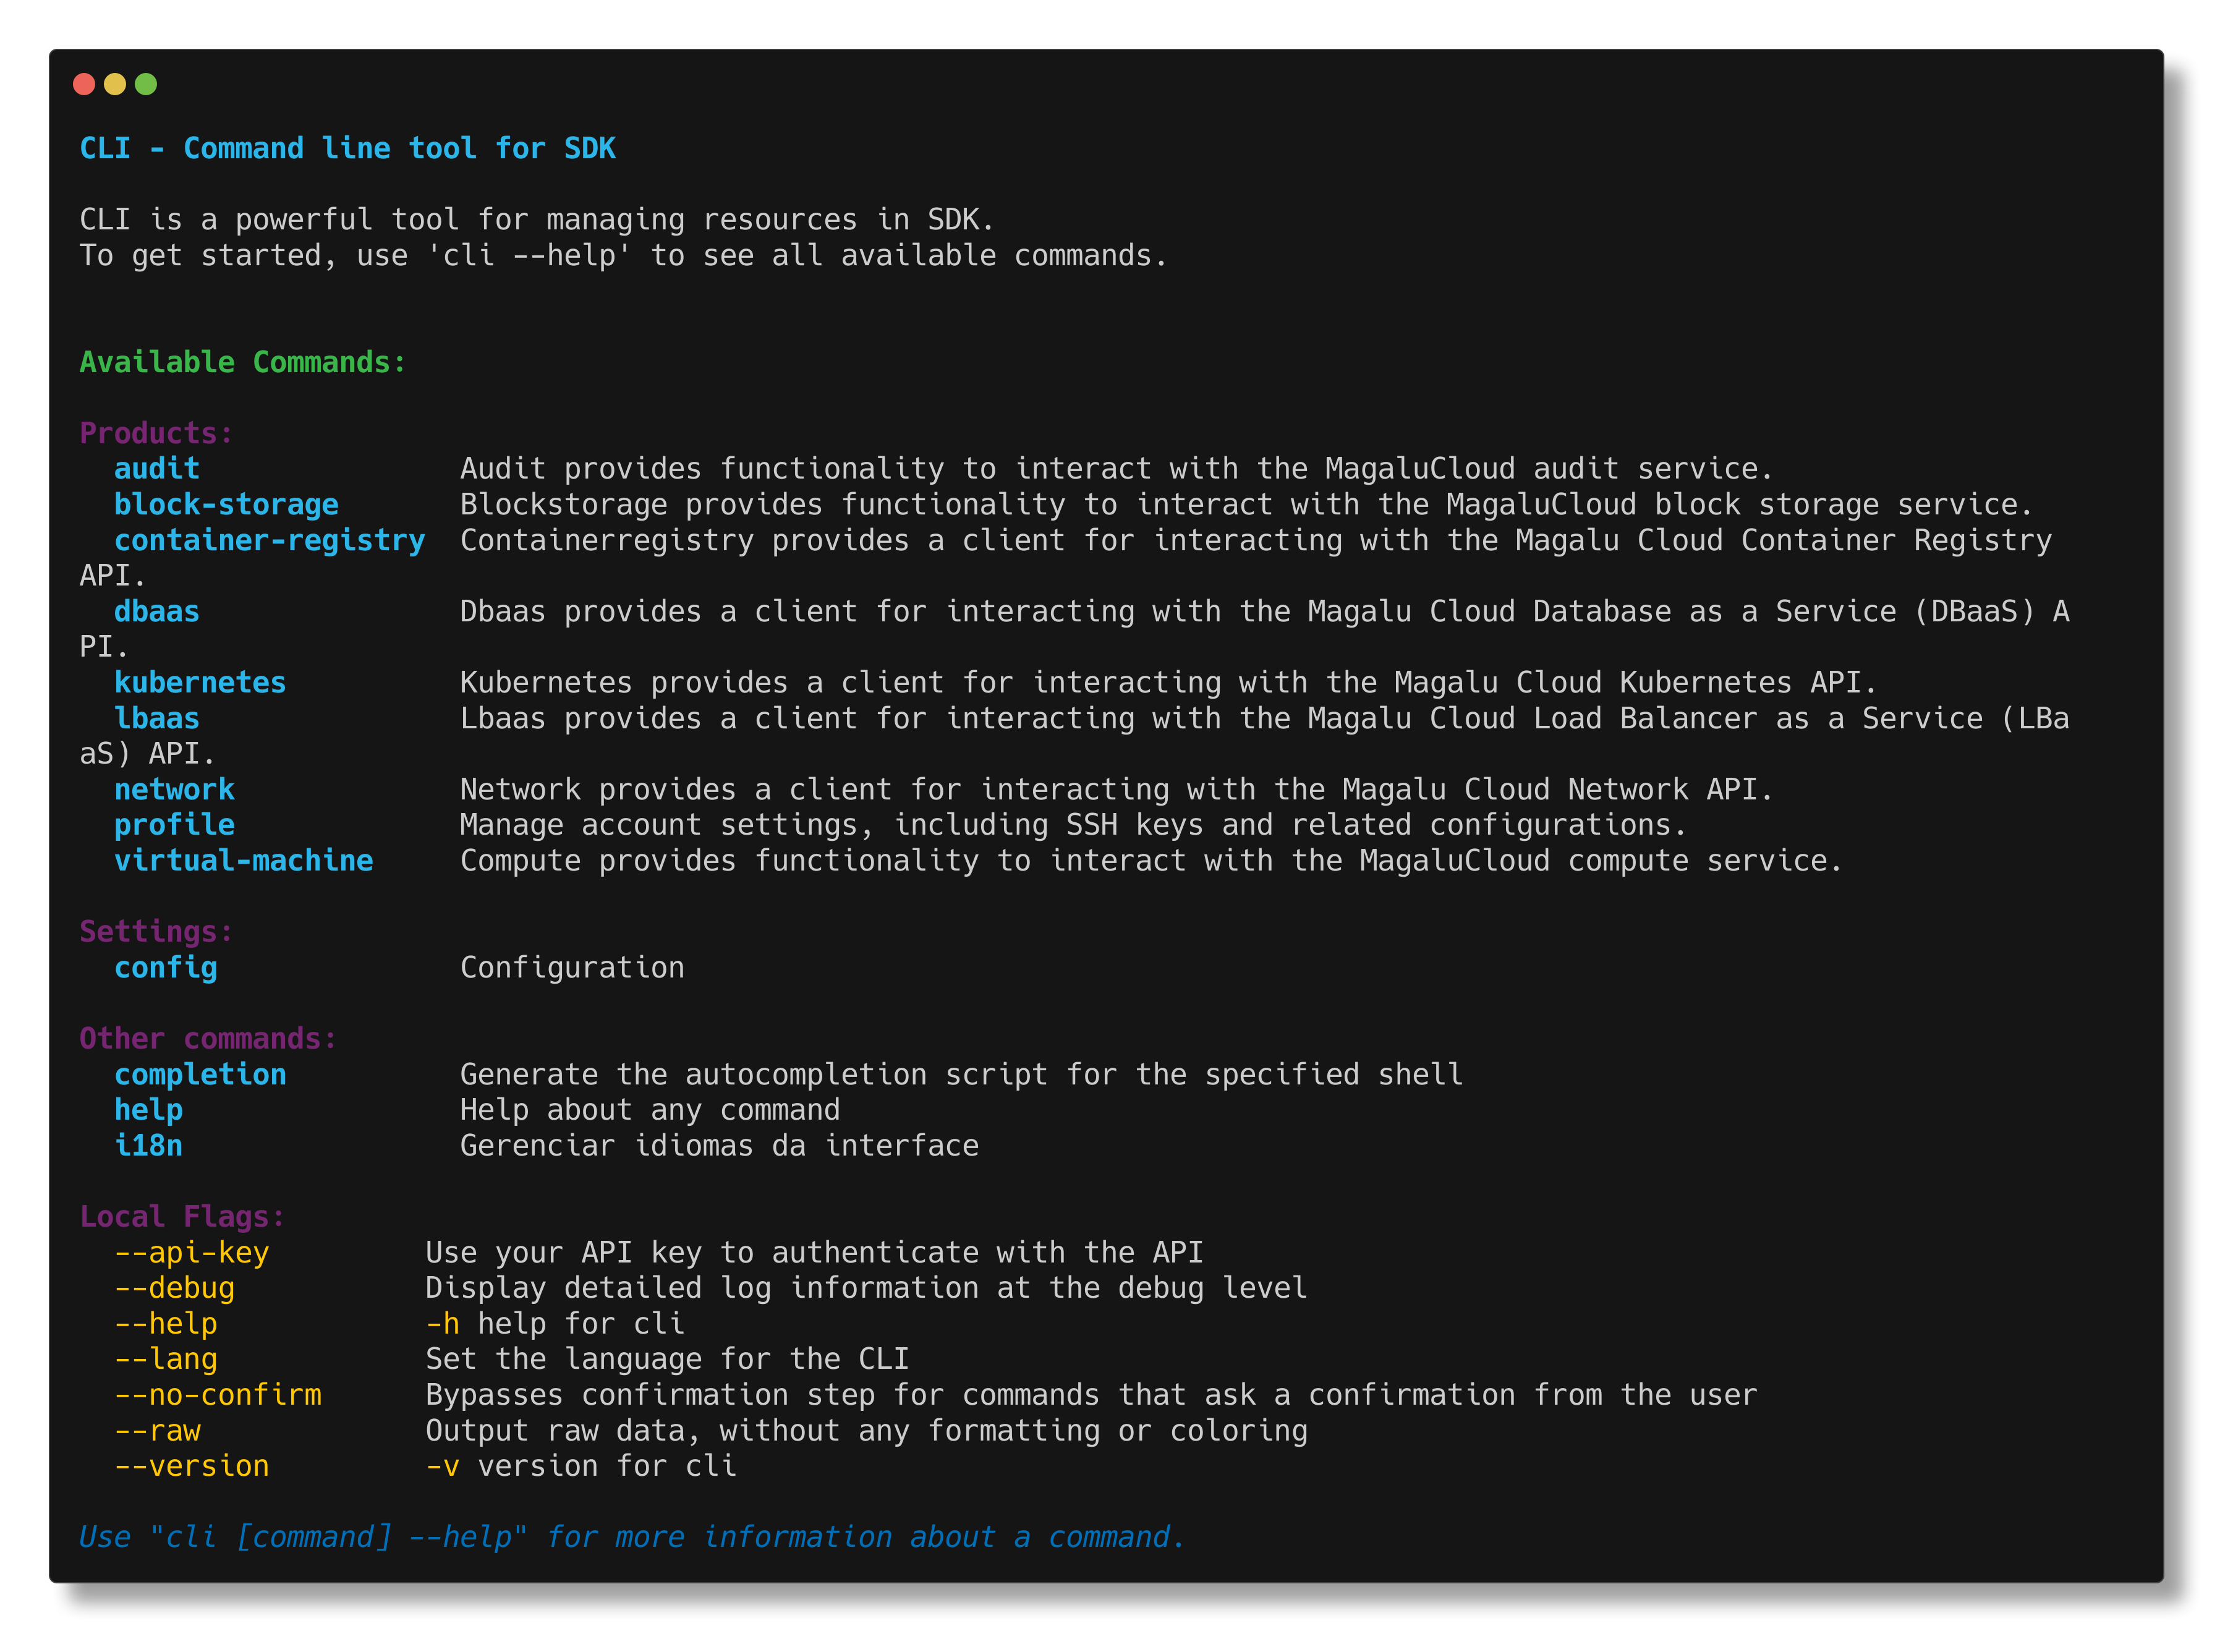 CLI - Command line tool for SDK
CLI is a powerful tool for managing resources in SDK.
To get started, use 'cli --help' to see all available commands.
Available Commands:
Products:
  audit               Audit provides functionality to interact with the MagaluCloud audit service.
  block-storage       Blockstorage provides functionality to interact with the MagaluCloud block storage service.
  container-registry  Containerregistry provides a client for interacting with the Magalu Cloud Container Registry
API.
  dbaas               Dbaas provides a client for interacting with the Magalu Cloud Database as a Service (DBaaS) A
PI.
  kubernetes          Kubernetes provides a client for interacting with the Magalu Cloud Kubernetes API.
  lbaas               Lbaas provides a client for interacting with the Magalu Cloud Load Balancer as a Service (LBa
aS) API.
  network             Network provides a client for interacting with the Magalu Cloud Network API.
  profile             Manage account settings, including SSH keys and related configurations.
  virtual-machine     Compute provides functionality to interact with the MagaluCloud compute service.
Settings:
  config              Configuration
Other commands:
  completion          Generate the autocompletion script for the specified shell
  help                Help about any command
  i18n                Gerenciar idiomas da interface
Local Flags:
  --api-key         Use your API key to authenticate with the API
  --debug           Display detailed log information at the debug level
  --help            -h help for cli
  --lang            Set the language for the CLI
  --no-confirm      Bypasses confirmation step for commands that ask a confirmation from the user
  --raw             Output raw data, without any formatting or coloring
  --version         -v version for cli
Use "cli [command] --help" for more information about a command.